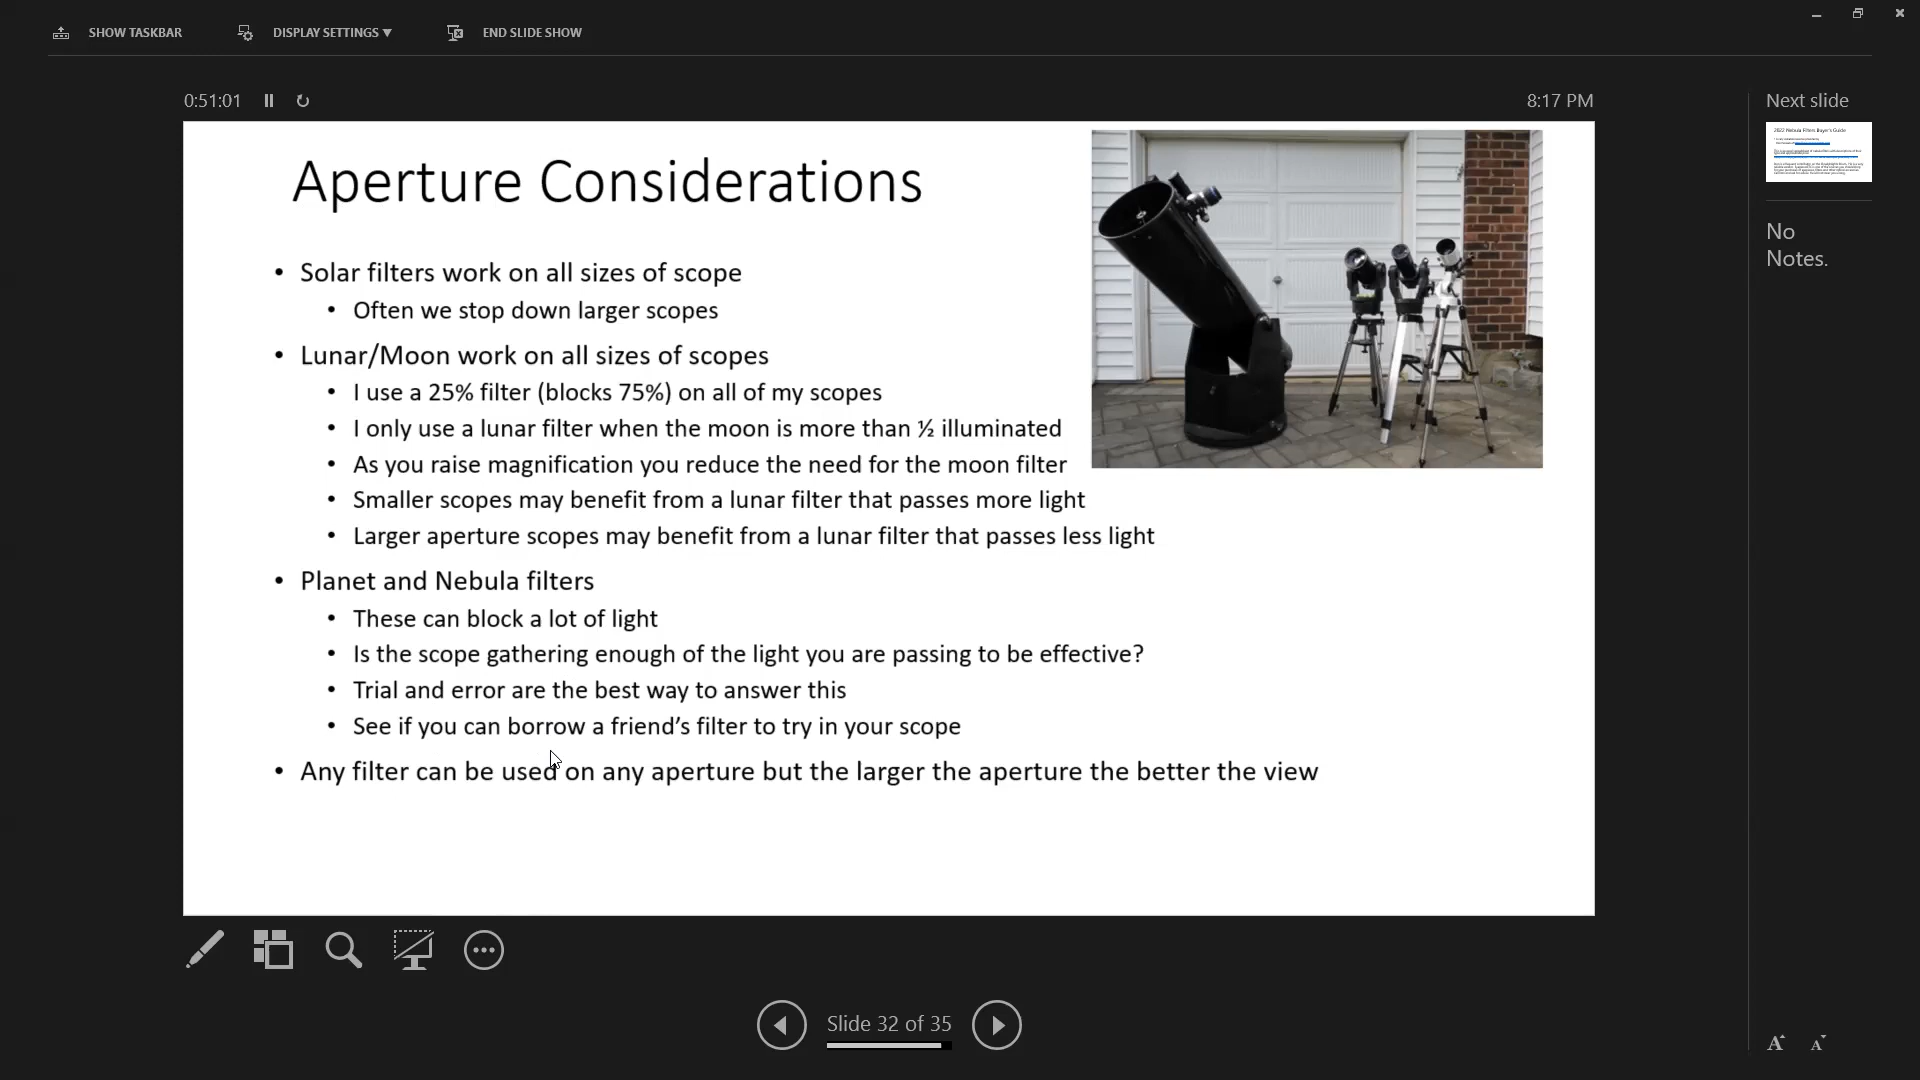 SHOW TASKBAR
DISPLAY SETTINGS ▼
END SLIDE SHOW
0:51:01
8:17 PM
Next slide
2022 Nebula Filters Buyer's Guide
No
Notes.
Aperture Considerations
• Solar filters work on all sizes of scope
• Often we stop down larger scopes
• Lunar/Moon work on all sizes of scopes
• I use a 25% filter (blocks 75%) on all of my scopes
• I only use a lunar filter when the moon is more than ½ illuminated
• As you raise magnification you reduce the need for the moon filter
• Smaller scopes may benefit from a lunar filter that passes more light
• Larger aperture scopes may benefit from a lunar filter that passes less light
• Planet and Nebula filters
• These can block a lot of light
• Is the scope gathering enough of the light you are passing to be effective?
• Trial and error are the best way to answer this
• See if you can borrow a friend’s filter to try in your scope
• Any filter can be used on any aperture but the larger the aperture the better the view
Slide 32 of 35
A A